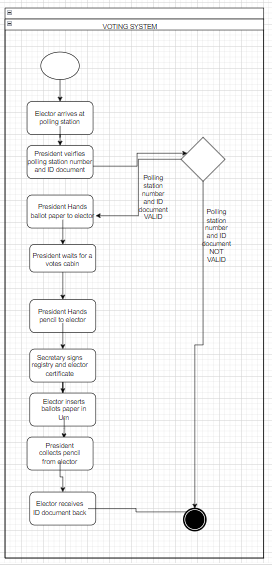 VOTING SYSTEM
Elector arrives at
polling station
President veirfies
polling station number
and ID document
Polling
station
number
and ID
document
VALID
President Hands
ballot paper to elector
Polling
station
number
and ID
document
NOT
VALID
President waits for a
votes cabin
President Hands
pencil to elector
Secretary signs
registry and elector
certificate
Elector inserts
ballots paper in
Urn
President
collects pencil
from elector
Elector receives
ID document back